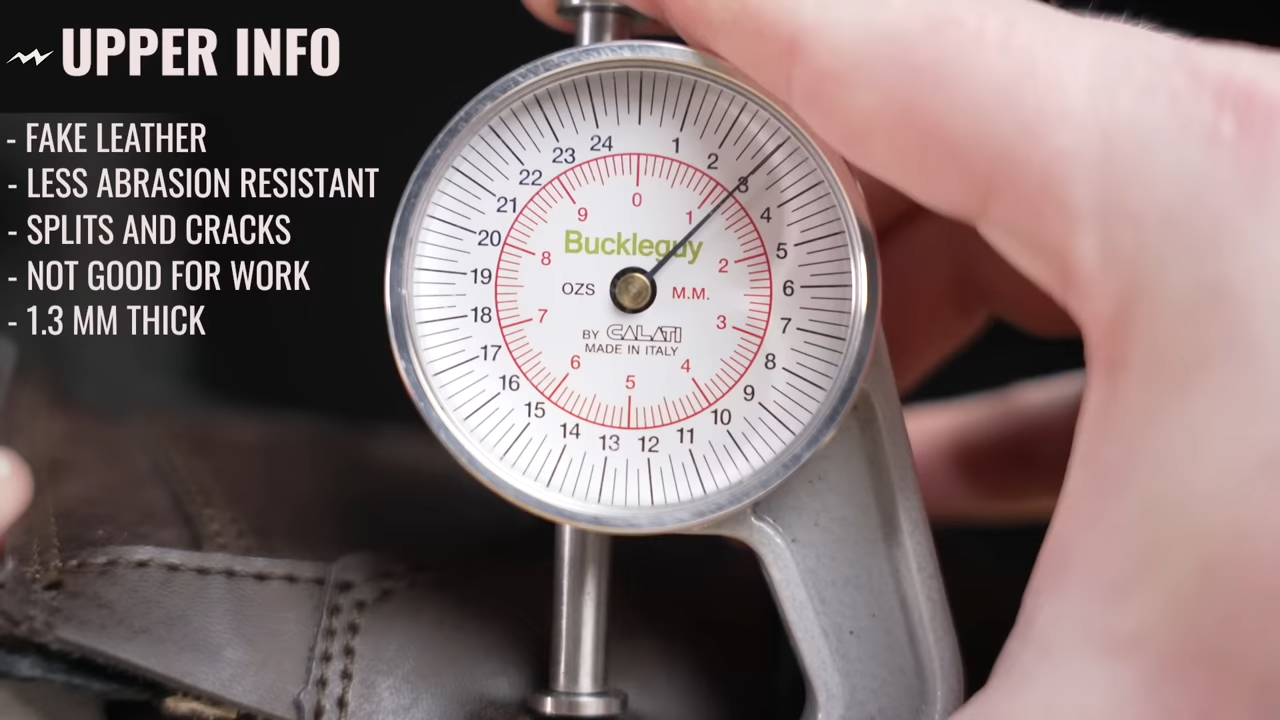 UPPER INFO
- FAKE LEATHER
- LESS ABRASION RESISTANT
- SPLITS AND CRACKS
- NOT GOOD FOR WORK
- 1.3 MM THICK
24 1 2 3 4 5 6 7 8 9 10 11 12 13 14 15 16 17 18 19 20 21 22 23
0 1 2 3 4 5 6 7 8 9
Buckleguy
OZS M.M.
BY CALATI
MADE IN ITALY